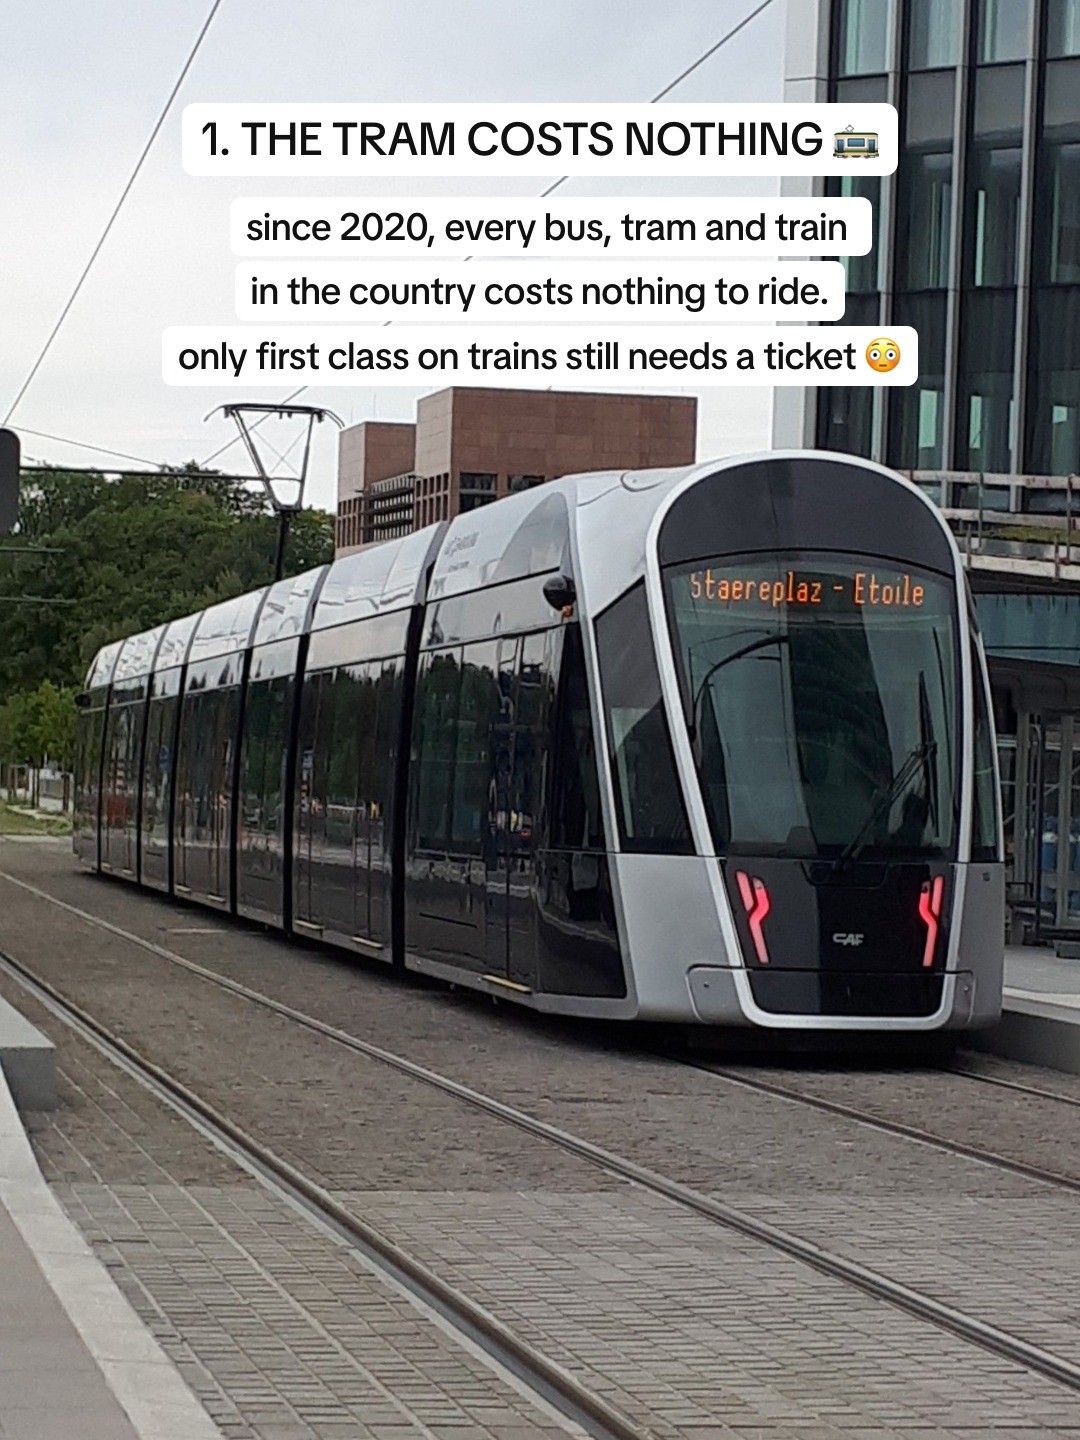 1. THE TRAM COSTS NOTHING 🚋
since 2020, every bus, tram and train
in the country costs nothing to ride.
only first class on trains still needs a ticket 😳
Staereplaz - Etoile
CAF